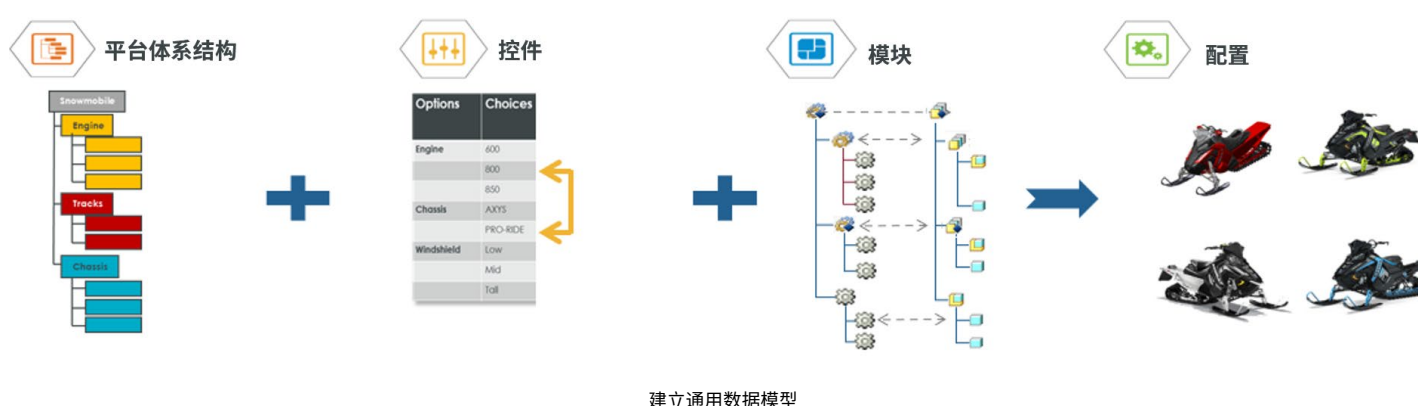 平台体系结构
控件
模块
配置
Snowmobile
Engine
Tracks
Chassis
Options Choices
Engine 600
800
850
Chassis AXYS
PRO-RIDE
Windshield Low
Mid
Tall
建立通用数据模型